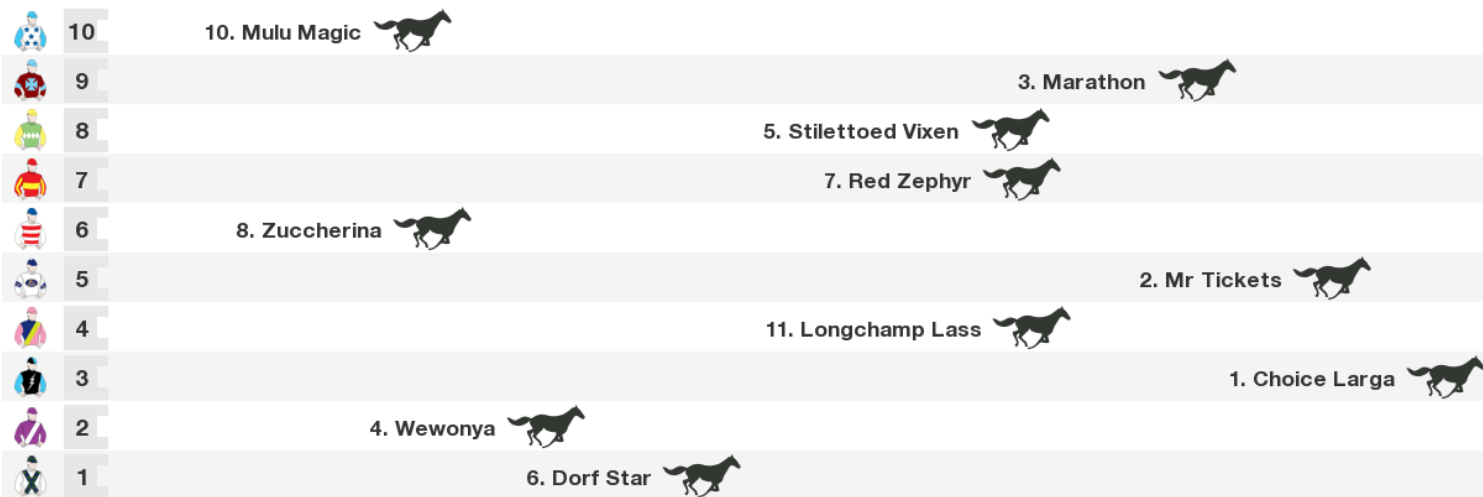 10 10. Mulu Magic
9 3. Marathon
8 5. Stilettoed Vixen
7 7. Red Zephyr
6 8. Zuccherina
5 2. Mr Tickets
4 11. Longchamp Lass
3 1. Choice Larga
2 4. Wewonya
1 6. Dorf Star